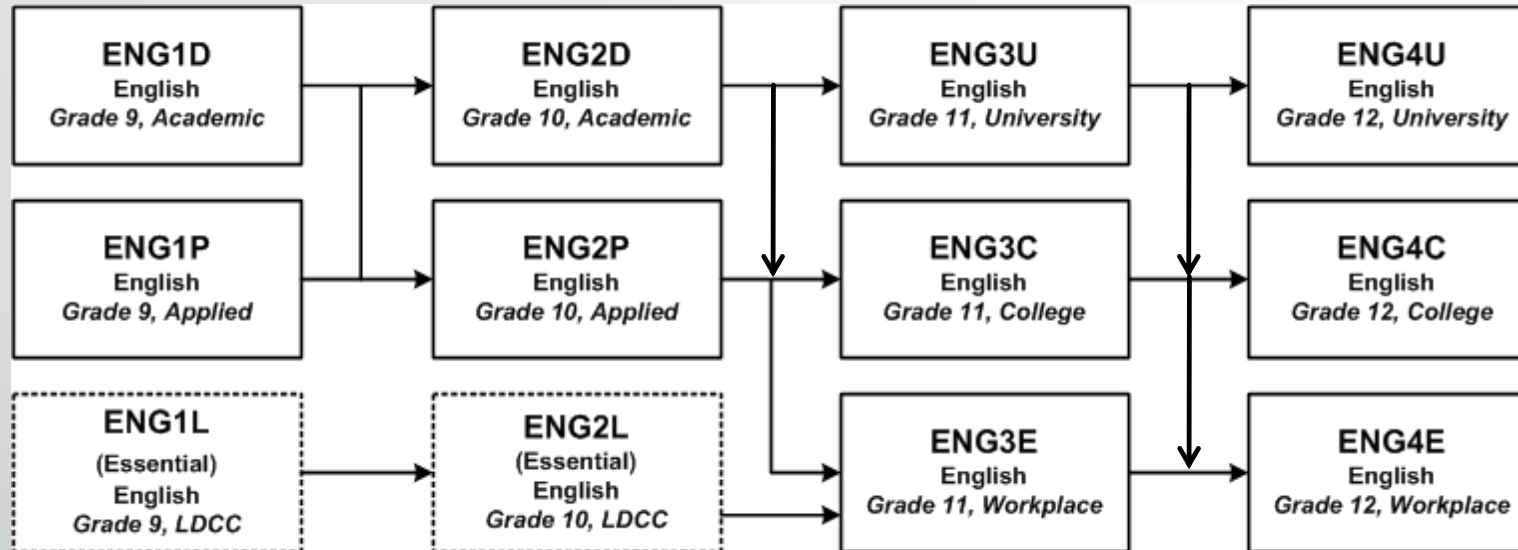 ENG1D
English
Grade 9, Academic
ENG2D
English
Grade 10, Academic
ENG3U
English
Grade 11, University
ENG4U
English
Grade 12, University
ENG1P
English
Grade 9, Applied
ENG2P
English
Grade 10, Applied
ENG3C
English
Grade 11, College
ENG4C
English
Grade 12, College
ENG1L
(Essential)
English
Grade 9, LDCC
ENG2L
(Essential)
English
Grade 10, LDCC
ENG3E
English
Grade 11, Workplace
ENG4E
English
Grade 12, Workplace